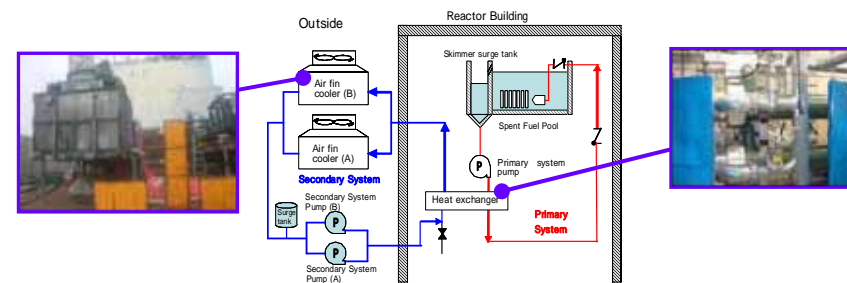 Reactor Building
Outside
Skimmer surge tank
Air fin
cooler (B)
Spent Fuel Pool
Air fin
cooler (A)
P
Primary system
pump
Secondary System
Heat exchanger
Secondary System
Pump (B)
Surge
tank
P
P
Primary
System
Secondary System
Pump (A)